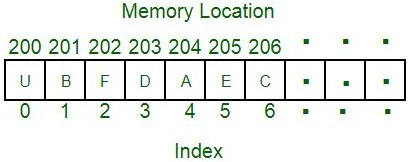 Memory Location
200 201 202 203 204 205 206 . . .
U B F D A E C . . .
0 1 2 3 4 5 6 . . .
Index